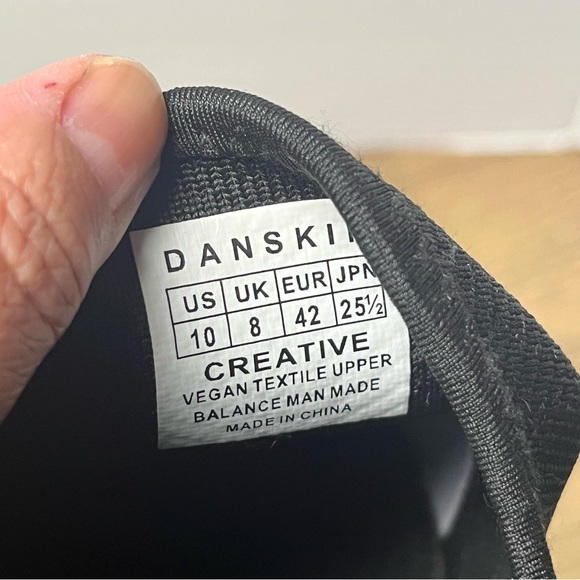 DANSKI
US UK EUR JPN
10 8 42 25½
CREATIVE
VEGAN TEXTILE UPPER
BALANCE MAN MADE
MADE IN CHINA